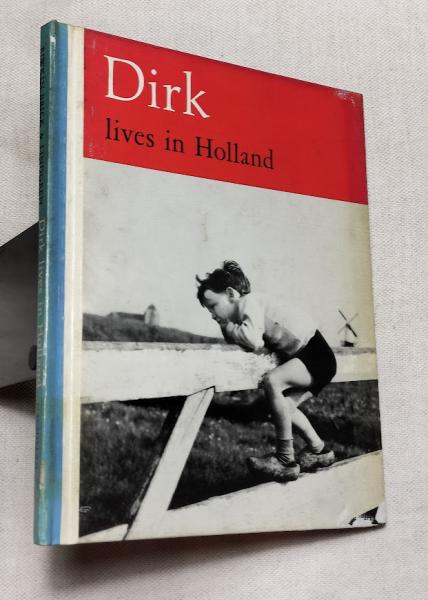 Dirk
lives in Holland
Dirk lives in Holland